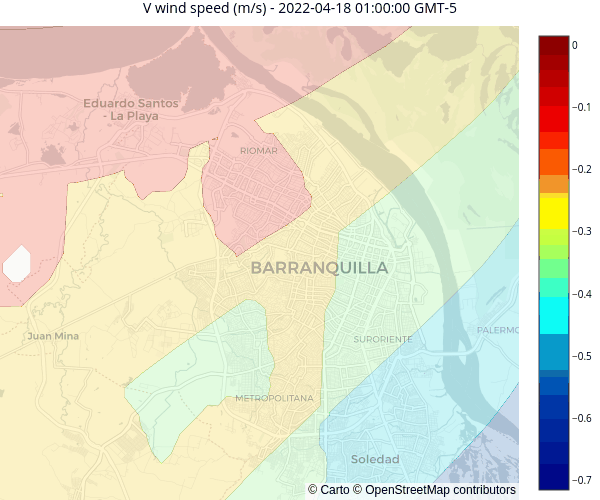 V wind speed (m/s) - 2022-04-18 01:00:00 GMT-5
Eduardo Santos
- La Playa
RIOMAR
BARRANQUILLA
Juan Mina
SURORIENTE
PALERMO
METROPOLITANA
Soledad
© Carto © OpenStreetMap contributors
0
−0.1
−0.2
−0.3
−0.4
−0.5
−0.6
−0.7